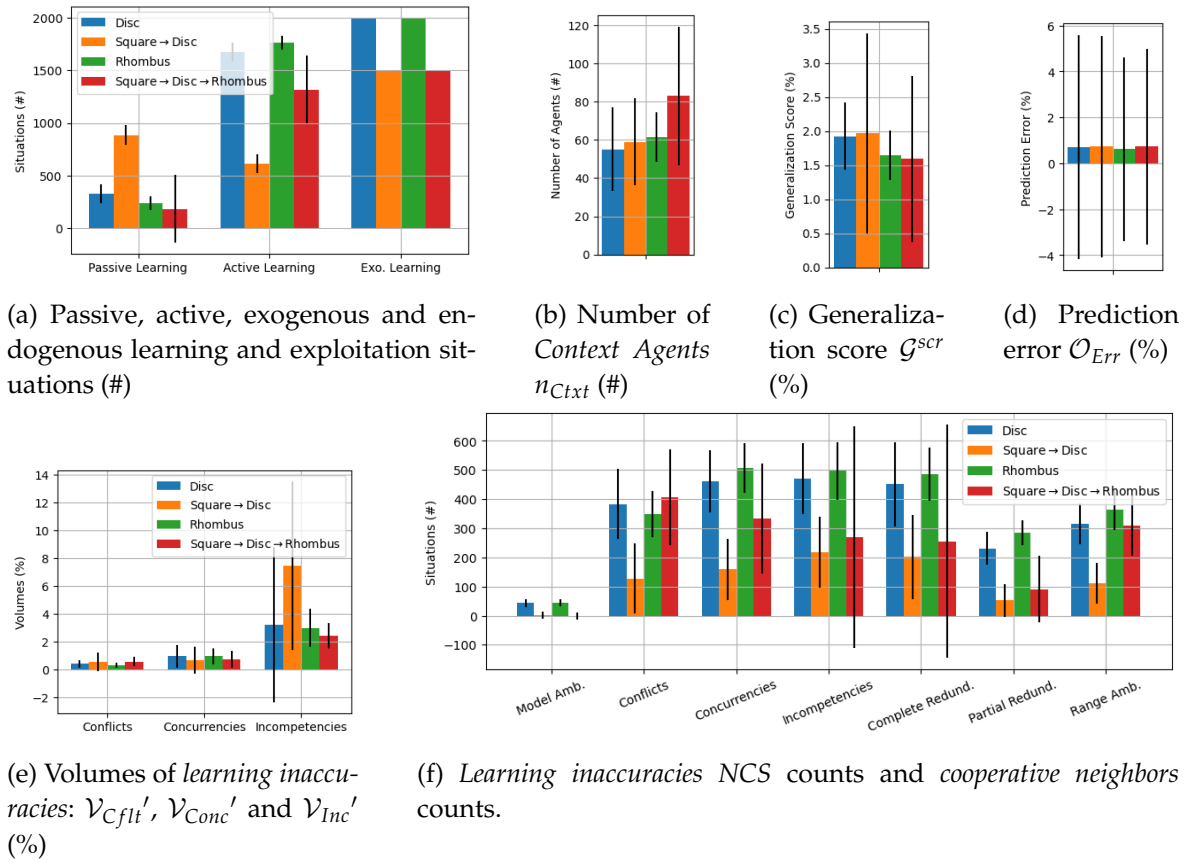 2000
1500
1000
500
0
Situations (#)
Disc
Square → Disc
Rhombus
Square → Disc → Rhombus
Passive Learning
Active Learning
Exo. Learning
(a) Passive, active, exogenous and en-
dogenous learning and exploitation sit-
uations (#)
120
100
80
60
40
20
0
Number of Agents (#)
(b) Number of
Context Agents
n_Ctxt (#)
3.5
3.0
2.5
2.0
1.5
1.0
0.5
0.0
Generalization Score (%)
(c) Generaliza-
tion score 𝒢^scr
(%)
6
4
2
0
−2
−4
Prediction Error (%)
(d) Prediction
error 𝒪_Err (%)
14
12
10
8
6
4
2
0
−2
Volumes (%)
Disc
Square → Disc
Rhombus
Square → Disc → Rhombus
Conflicts
Concurrencies
Incompetencies
(e) Volumes of learning inaccu-
racies: 𝒱_Cflt′, 𝒱_Conc′ and 𝒱_Inc′
(%)
600
500
400
300
200
100
0
−100
Situations (#)
Disc
Square → Disc
Rhombus
Square → Disc → Rhombus
Model Amb.
Conflicts
Concurrencies
Incompetencies
Complete Redund.
Partial Redund.
Range Amb.
(f) Learning inaccuracies NCS counts and cooperative neighbors
counts.